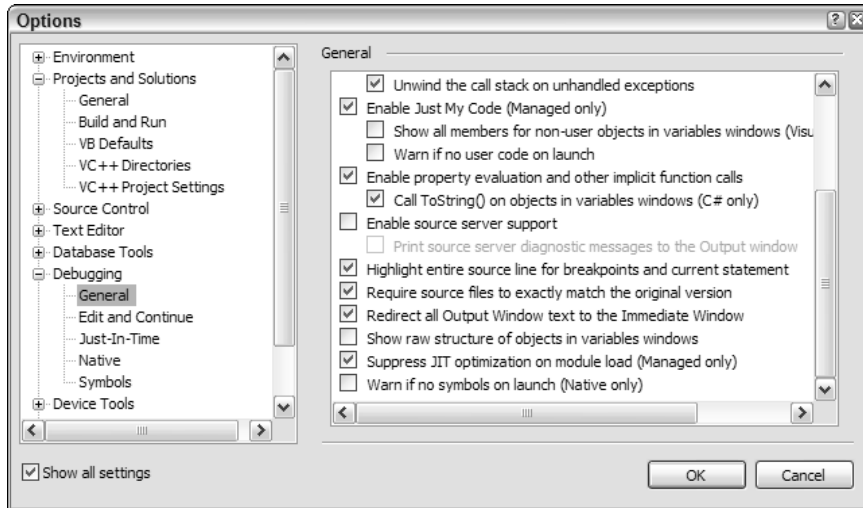 Options
Environment
Projects and Solutions
General
Build and Run
VB Defaults
VC++ Directories
VC++ Project Settings
Source Control
Text Editor
Database Tools
Debugging
General
Edit and Continue
Just-In-Time
Native
Symbols
Device Tools
Show all settings
General
Unwind the call stack on unhandled exceptions
Enable Just My Code (Managed only)
Show all members for non-user objects in variables windows (Visu
Warn if no user code on launch
Enable property evaluation and other implicit function calls
Call ToString() on objects in variables windows (C# only)
Enable source server support
Print source server diagnostic messages to the Output window
Highlight entire source line for breakpoints and current statement
Require source files to exactly match the original version
Redirect all Output Window text to the Immediate Window
Show raw structure of objects in variables windows
Suppress JIT optimization on module load (Managed only)
Warn if no symbols on launch (Native only)
OK
Cancel